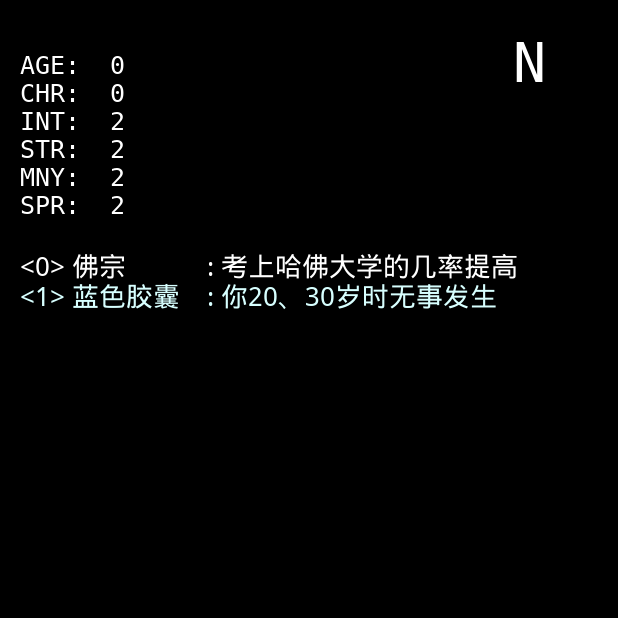 N
AGE: 0
CHR: 0
INT: 2
STR: 2
MNY: 2
SPR: 2
<0> 佛宗 : 考上哈佛大学的几率提高
<1> 蓝色胶囊 : 你20、30岁时无事发生